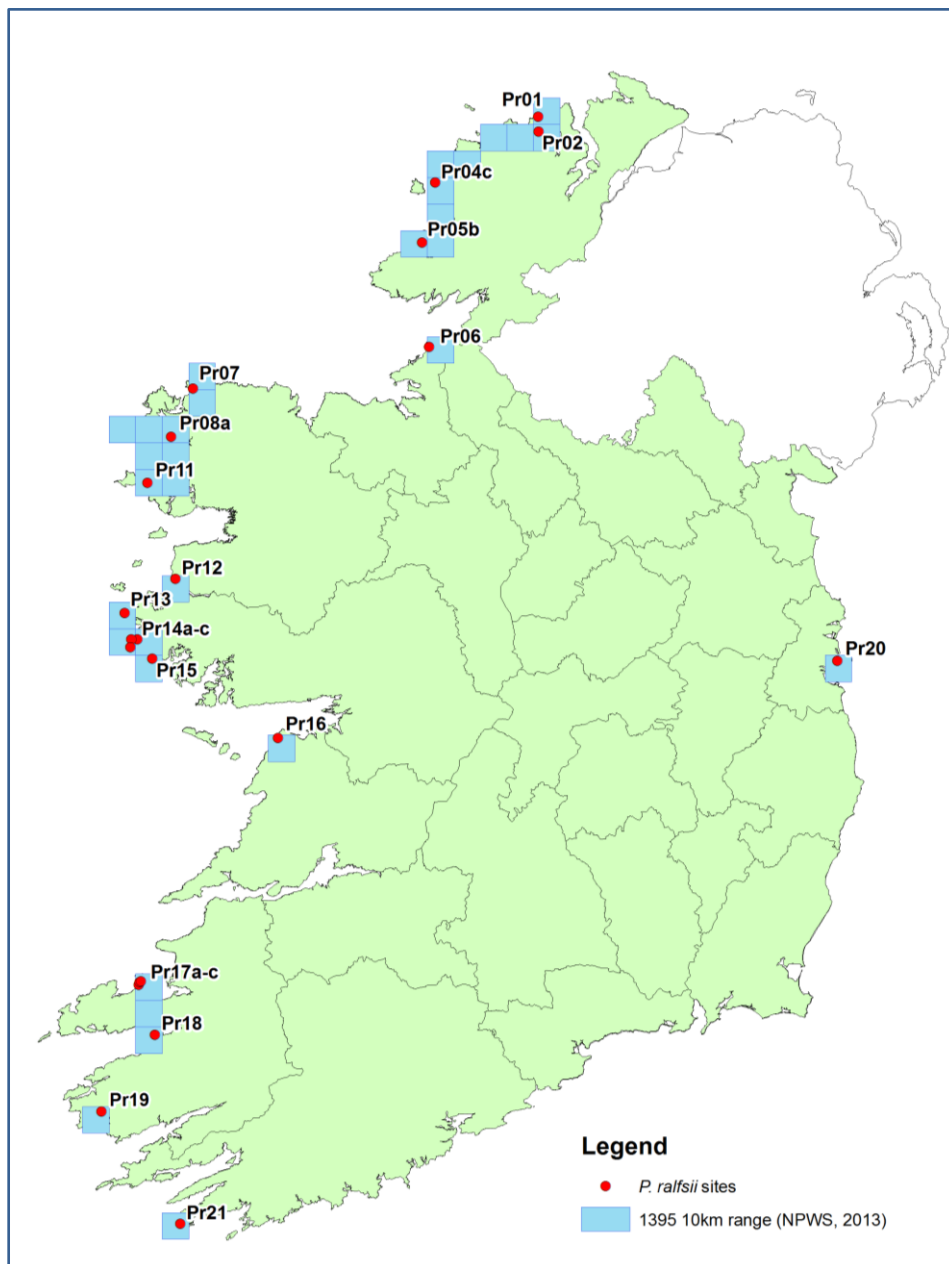 Pr01
Pr02
Pr04c
Pr05b
Pr06
Pr07
Pr08a
Pr11
Pr12
Pr13
Pr14a-c
Pr15
Pr20
Pr16
Pr17a-c
Pr18
Pr19
Pr21
Legend
P. ralfsii sites
1395 10km range (NPWS, 2013)